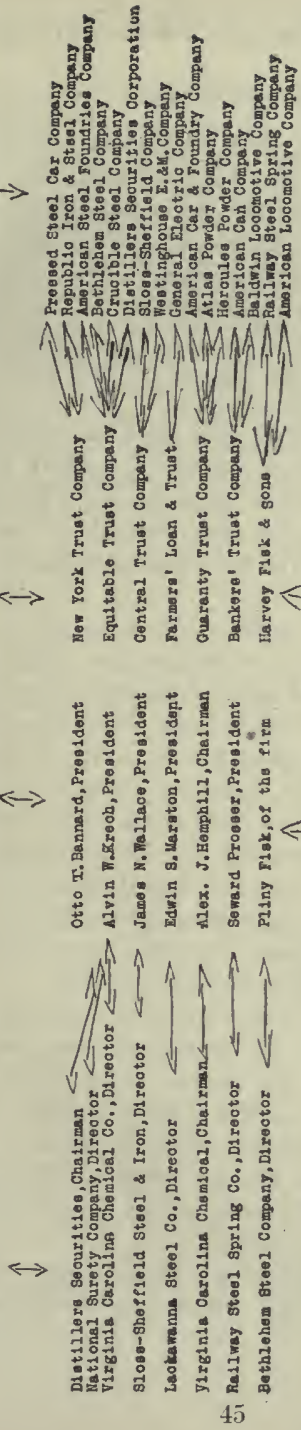 Distillers Securities,Chairman
National Surety Company,Director
Virginia Carolina Chemical Co.,Director
Sloss-Sheffield Steel & Iron,Director
Lackawanna Steel Co.,Director
Virginia Carolina Chemical,Chairman
Railway Steel Spring Co.,Director
Bethlehem Steel Company,Director
Otto T.Bannard,President
Alvin W.Krech,President
James N.Wallace,President
Edwin S.Marston,President
Alex. J.Hemphill,Chairman
Seward Prosser,President
Pliny Fisk,of the firm
New York Trust Company
Equitable Trust Company
Central Trust Company
Farmers' Loan & Trust
Guaranty Trust Company
Bankers' Trust Company
Harvey Fisk & sons
Pressed Steel Car Company
Republic Iron & Steel Company
American Steel Foundries Company
Bethlehem Steel Company
Crucible Steel Company
Distillers Securities Corporation
Sloss-Sheffield Company
Westinghouse E.&M.Company
General Electric Company
American Car & Foundry Company
Atlas Powder Company
Hercules Powder Company
American Can Company
Baldwin Locomotive Company
Railway Steel Spring Company
American Locomotive Company
45